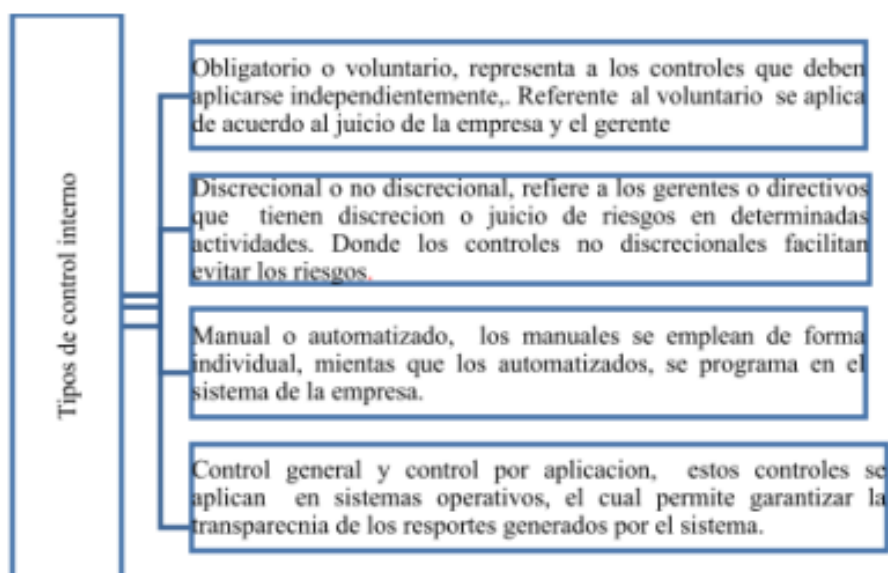 Tipos de control interno
Obligatorio o voluntario, representa a los controles que deben
aplicarse independientemente,. Referente al voluntario se aplica
de acuerdo al juicio de la empresa y el gerente
Discrecional o no discrecional, refiere a los gerentes o directivos
que tienen discrecion o juicio de riesgos en determinadas
actividades. Donde los controles no discrecionales facilitan
evitar los riesgos.
Manual o automatizado, los manuales se emplean de forma
individual, mientas que los automatizados, se programa en el
sistema de la empresa.
Control general y control por aplicacion, estos controles se
aplican en sistemas operativos, el cual permite garantizar la
transparecnia de los resportes generados por el sistema.